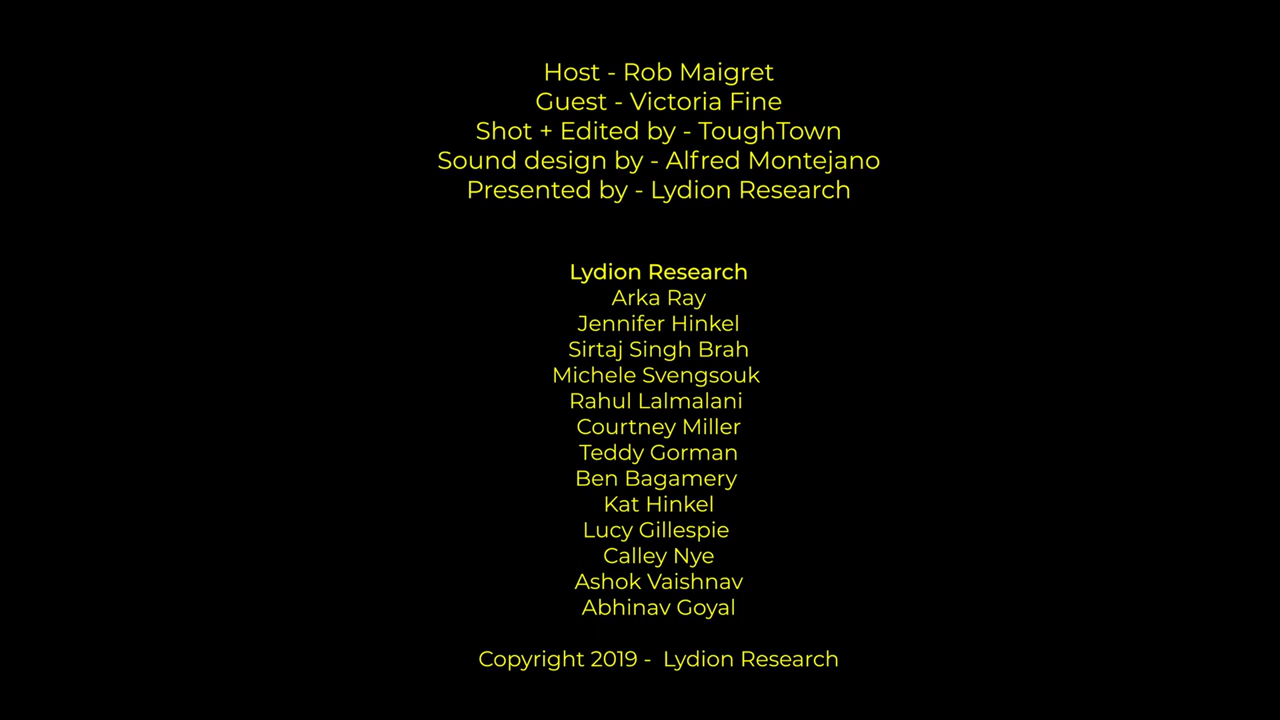 Host - Rob Maigret
Guest - Victoria Fine
Shot + Edited by - ToughTown
Sound design by - Alfred Montejano
Presented by - Lydion Research
Lydion Research
Arka Ray
Jennifer Hinkel
Sirtaj Singh Brah
Michele Svengsouk
Rahul Lalmalani
Courtney Miller
Teddy Gorman
Ben Bagamery
Kat Hinkel
Lucy Gillespie
Calley Nye
Ashok Vaishnav
Abhinav Goyal
Copyright 2019 - Lydion Research